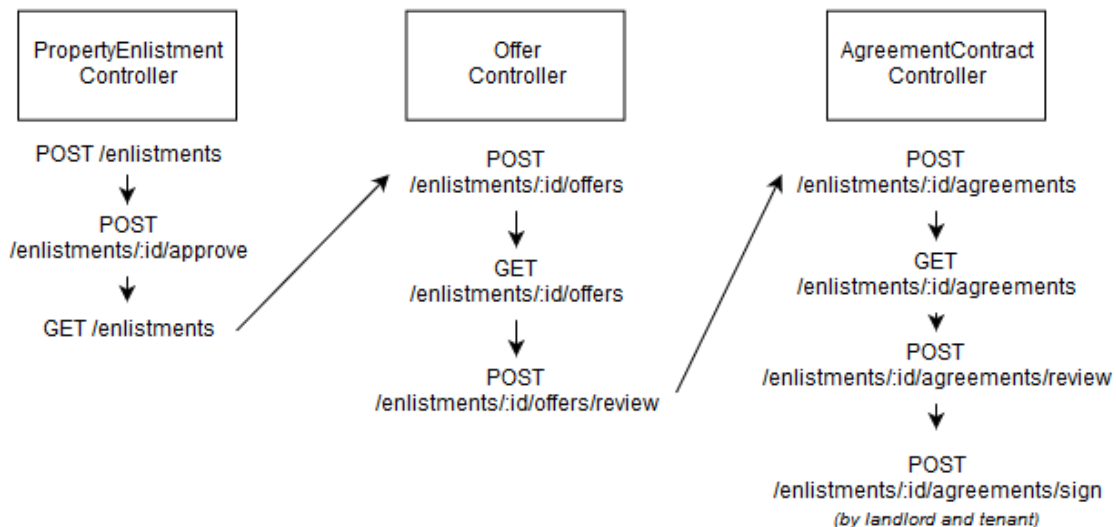 PropertyEnlistment
Controller
POST /enlistments
POST
/enlistments/:id/approve
GET /enlistments
Offer
Controller
POST
/enlistments/:id/offers
GET
/enlistments/:id/offers
POST
/enlistments/:id/offers/review
AgreementContract
Controller
POST
/enlistments/:id/agreements
GET
/enlistments/:id/agreements
POST
/enlistments/:id/agreements/review
POST
/enlistments/:id/agreements/sign
(by landlord and tenant)